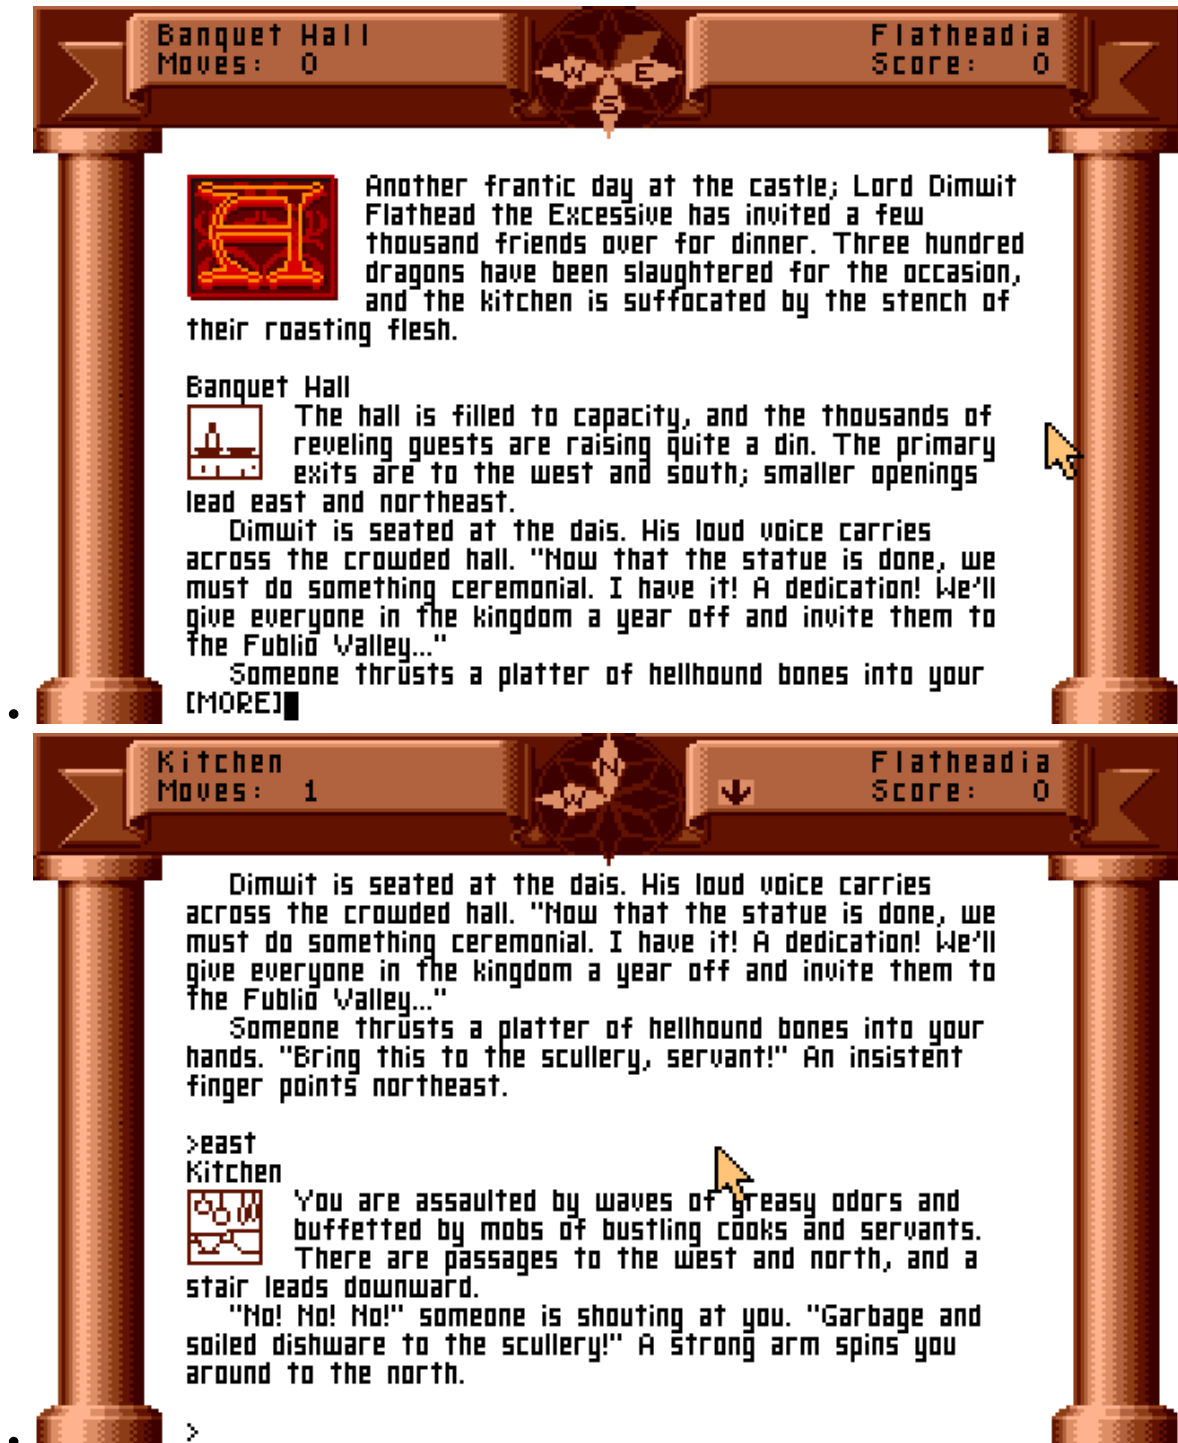 Banquet Hall
Moves: 0
W E
S
Flatheadia
Score: 0
A
Another frantic day at the castle; Lord Dimwit
Flathead the Excessive has invited a few
thousand friends over for dinner. Three hundred
dragons have been slaughtered for the occasion,
and the kitchen is suffocated by the stench of
their roasting flesh.
Banquet Hall
The hall is filled to capacity, and the thousands of
reveling guests are raising quite a din. The primary
exits are to the west and south; smaller openings
lead east and northeast.
Dimwit is seated at the dais. His loud voice carries
across the crowded hall. "Now that the statue is done, we
must do something ceremonial. I have it! A dedication! We'll
give everyone in the kingdom a year off and invite them to
the Fublio Valley..."
Someone thrusts a platter of hellhound bones into your
[MORE]
Kitchen
Moves: 1
N
W
Flatheadia
Score: 0
Dimwit is seated at the dais. His loud voice carries
across the crowded hall. "Now that the statue is done, we
must do something ceremonial. I have it! A dedication! We'll
give everyone in the kingdom a year off and invite them to
the Fublio Valley..."
Someone thrusts a platter of hellhound bones into your
hands. "Bring this to the scullery, servant!" An insistent
finger points northeast.
>east
Kitchen
You are assaulted by waves of greasy odors and
buffetted by mobs of bustling cooks and servants.
There are passages to the west and north, and a
stair leads downward.
"No! No! No!" someone is shouting at you. "Garbage and
soiled dishware to the scullery!" A strong arm spins you
around to the north.
>